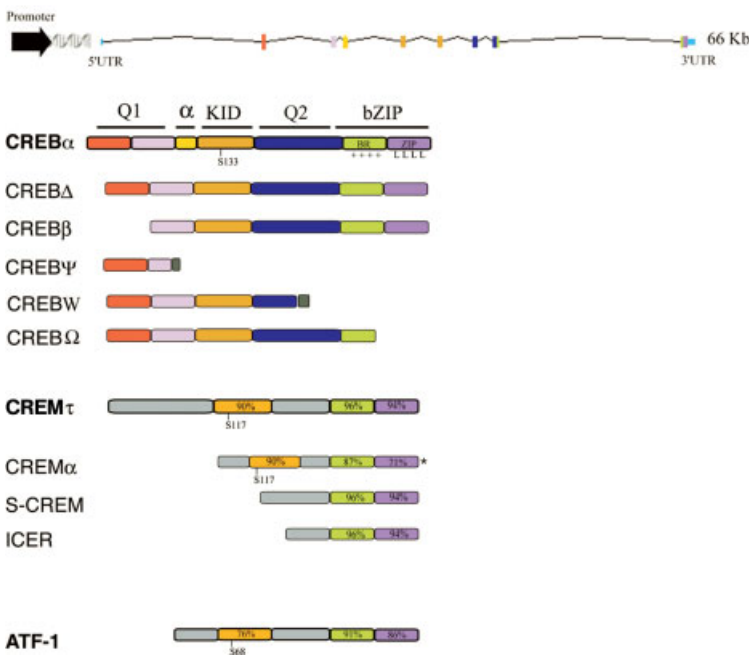 Promoter
5'UTR
3'UTR
66 Kb
Q1 α KID Q2 bZIP
CREBα BR ZIP
++++ LLLL
S133
CREBΔ
CREBβ
CREBΨ
CREBW
CREBΩ
CREMτ 90% 96% 94%
S117
CREMα 90% 87% 71% *
S117
S-CREM 96% 94%
ICER 96% 94%
ATF-1 76% 91% 86%
S68